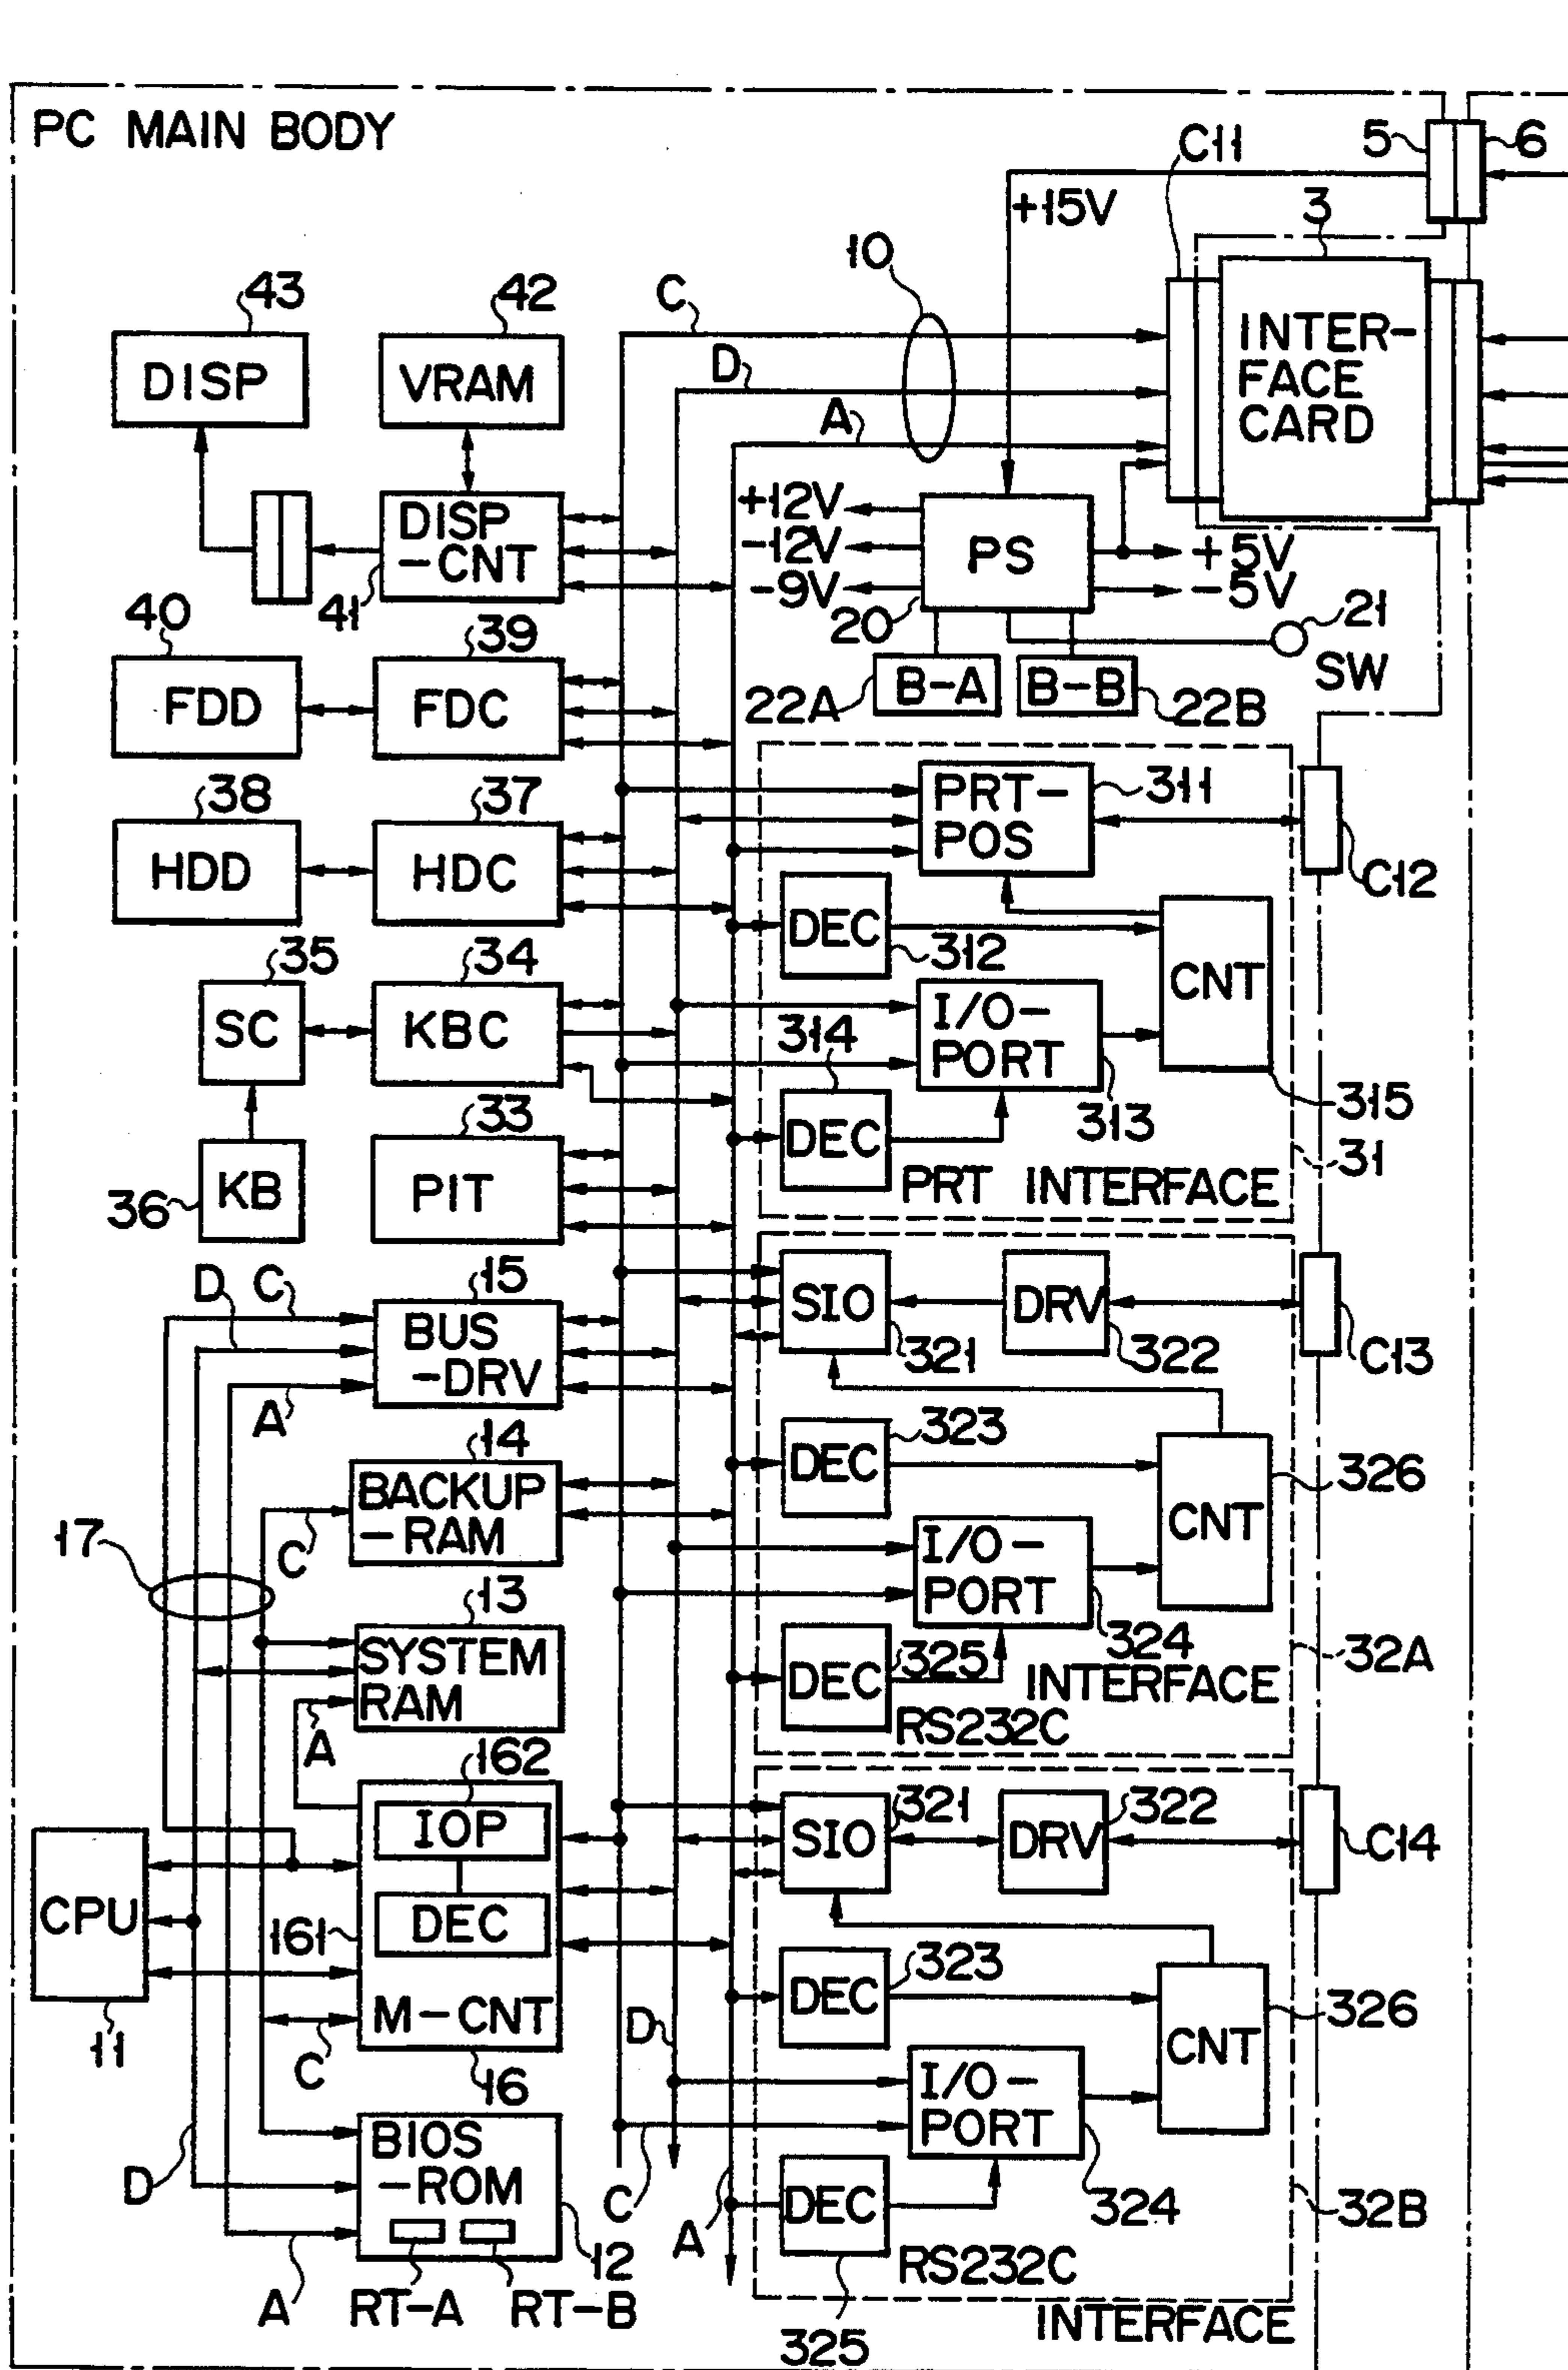 PC MAIN BODY
C11
5
6
+15V
3
10
43
42
C
DISP
VRAM
D
INTER-
FACE
CARD
A
DISP
-CNT
41
+12V
-12V
-9V
PS
+5V
-5V
20
21
SW
22A
B-A
B-B
22B
40
39
FDD
FDC
38
37
HDD
HDC
PRT-
POS
311
C12
DEC
312
CNT
35
34
SC
KBC
I/O-
PORT
314
313
315
DEC
31
PRT INTERFACE
33
36
KB
PIT
D
C
15
BUS
-DRV
A
SIO
321
DRV
322
C13
14
BACKUP
-RAM
C
17
DEC
323
326
CNT
I/O-
PORT
324
13
SYSTEM
RAM
A
DEC
325
32A
INTERFACE
RS232C
162
IOP
CPU
DEC
161
M-CNT
11
C
16
SIO
321
DRV
322
C14
DEC
323
326
CNT
D
I/O-
PORT
324
BIOS
-ROM
D
C
DEC
32B
12
A
A
RT-A
RT-B
RS232C
INTERFACE
325